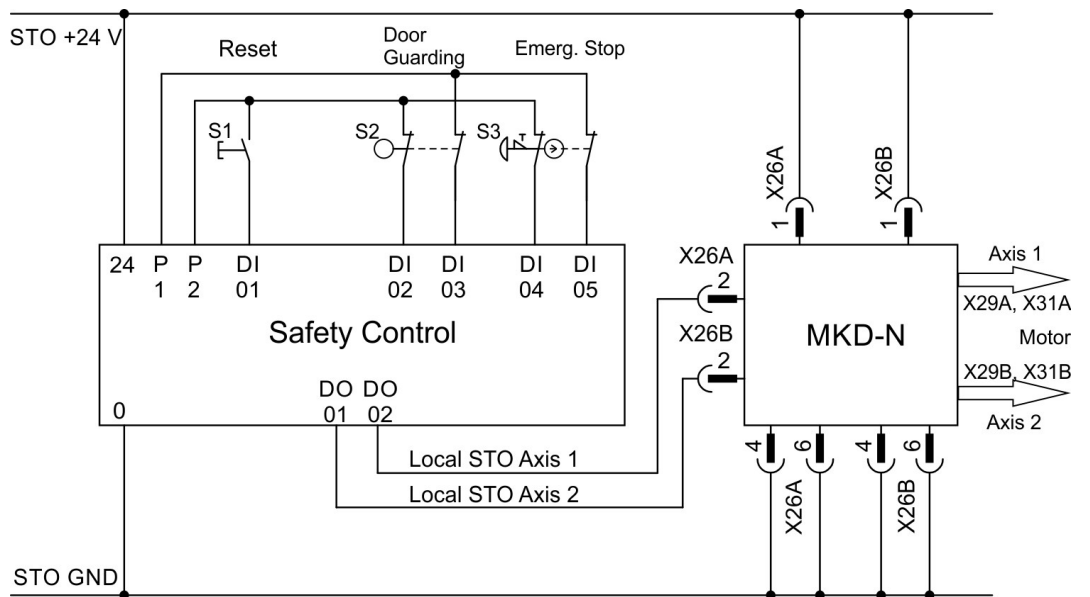 STO +24 V
Reset
Door
Guarding
Emerg. Stop
S1
S2
S3
X26A
X26B
1
1
24
P
1
P
2
DI
01
DI
02
DI
03
DI
04
DI
05
Safety Control
0
DO
01
DO
02
X26A
2
X26B
2
MKD-N
Axis 1
X29A, X31A
Motor
X29B, X31B
Axis 2
Local STO Axis 1
Local STO Axis 2
4
6
4
6
X26A
X26B
STO GND